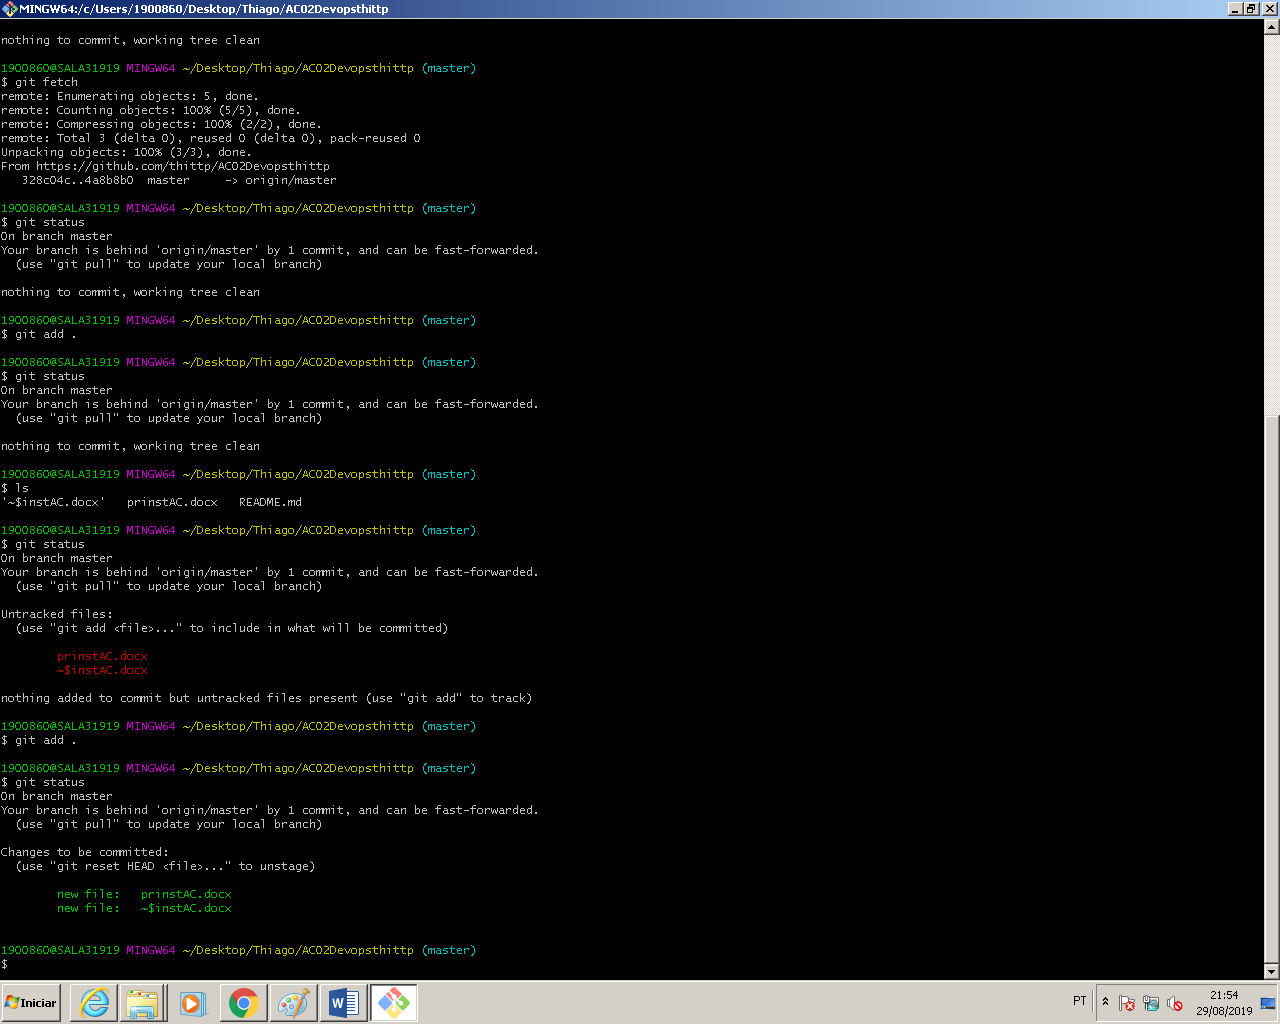 MINGW64:/c/Users/1900860/Desktop/Thiago/AC02Devopsthittp
nothing to commit, working tree clean
1900860@SALA31919 MINGW64 ~/Desktop/Thiago/AC02Devopsthittp (master)
$ git fetch
remote: Enumerating objects: 5, done.
remote: Counting objects: 100% (5/5), done.
remote: Compressing objects: 100% (2/2), done.
remote: Total 3 (delta 0), reused 0 (delta 0), pack-reused 0
Unpacking objects: 100% (3/3), done.
From https://github.com/thittp/AC02Devopsthittp
   328c04c..4a8b8b0  master     -> origin/master
1900860@SALA31919 MINGW64 ~/Desktop/Thiago/AC02Devopsthittp (master)
$ git status
On branch master
Your branch is behind 'origin/master' by 1 commit, and can be fast-forwarded.
  (use "git pull" to update your local branch)
nothing to commit, working tree clean
1900860@SALA31919 MINGW64 ~/Desktop/Thiago/AC02Devopsthittp (master)
$ git add .
1900860@SALA31919 MINGW64 ~/Desktop/Thiago/AC02Devopsthittp (master)
$ git status
On branch master
Your branch is behind 'origin/master' by 1 commit, and can be fast-forwarded.
  (use "git pull" to update your local branch)
nothing to commit, working tree clean
1900860@SALA31919 MINGW64 ~/Desktop/Thiago/AC02Devopsthittp (master)
$ ls
'~$instAC.docx'   prinstAC.docx   README.md
1900860@SALA31919 MINGW64 ~/Desktop/Thiago/AC02Devopsthittp (master)
$ git status
On branch master
Your branch is behind 'origin/master' by 1 commit, and can be fast-forwarded.
  (use "git pull" to update your local branch)
Untracked files:
  (use "git add <file>..." to include in what will be committed)
        prinstAC.docx
        ~$instAC.docx
nothing added to commit but untracked files present (use "git add" to track)
1900860@SALA31919 MINGW64 ~/Desktop/Thiago/AC02Devopsthittp (master)
$ git add .
1900860@SALA31919 MINGW64 ~/Desktop/Thiago/AC02Devopsthittp (master)
$ git status
On branch master
Your branch is behind 'origin/master' by 1 commit, and can be fast-forwarded.
  (use "git pull" to update your local branch)
Changes to be committed:
  (use "git reset HEAD <file>..." to unstage)
        new file:   prinstAC.docx
        new file:   ~$instAC.docx
1900860@SALA31919 MINGW64 ~/Desktop/Thiago/AC02Devopsthittp (master)
$
Iniciar
PT
21:54
29/08/2019